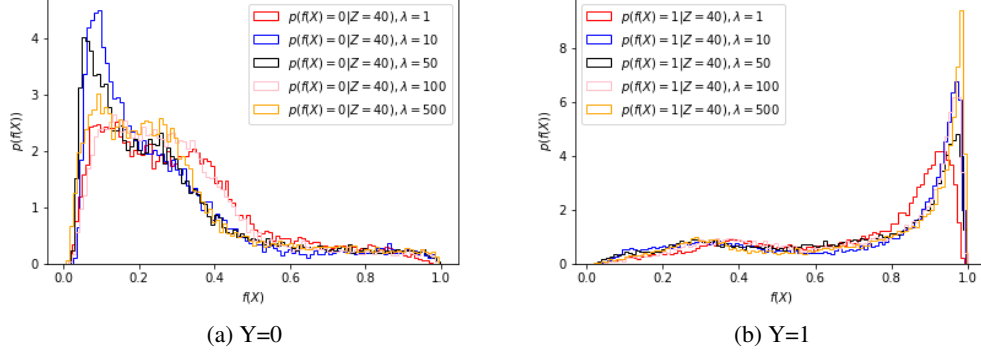 p(f(X) = 0|Z = 40), λ = 1
p(f(X) = 0|Z = 40), λ = 10
p(f(X) = 0|Z = 40), λ = 50
p(f(X) = 0|Z = 40), λ = 100
p(f(X) = 0|Z = 40), λ = 500
4
3
2
1
0
p(f(X))
0.0 0.2 0.4 0.6 0.8 1.0
f(X)
(a) Y=0
p(f(X) = 1|Z = 40), λ = 1
p(f(X) = 1|Z = 40), λ = 10
p(f(X) = 1|Z = 40), λ = 50
p(f(X) = 1|Z = 40), λ = 100
p(f(X) = 1|Z = 40), λ = 500
8
6
4
2
0
p(f(X))
0.0 0.2 0.4 0.6 0.8 1.0
f(X)
(b) Y=1